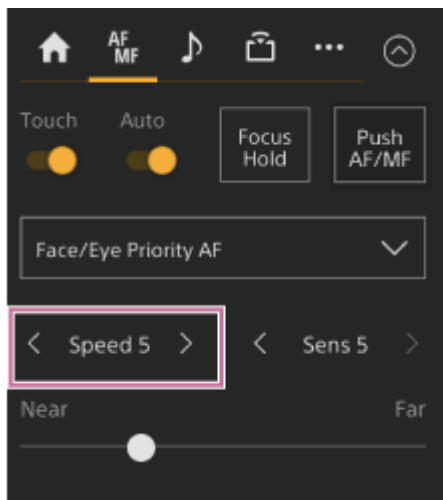 AF
MF
Touch Auto
Focus
Hold
Push
AF/MF
Face/Eye Priority AF
Speed 5
Sens 5
Near Far